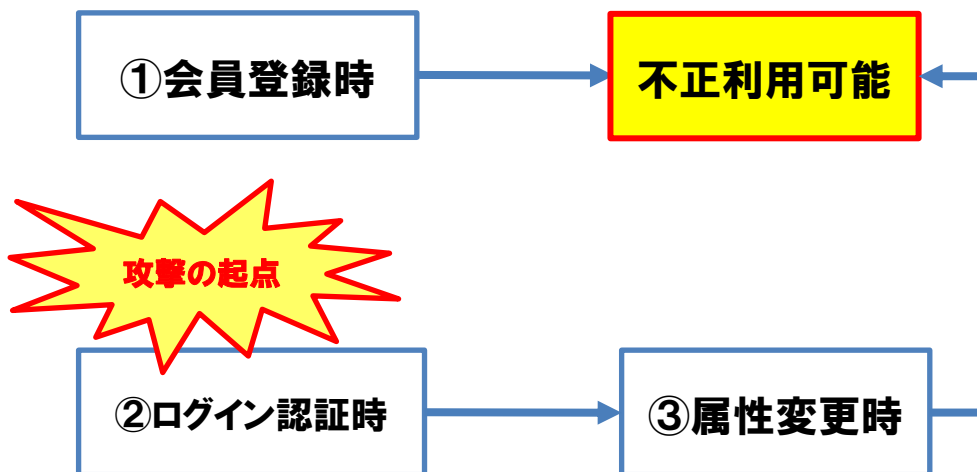 ①会員登録時
不正利用可能
攻撃の起点
②ログイン認証時
③属性変更時